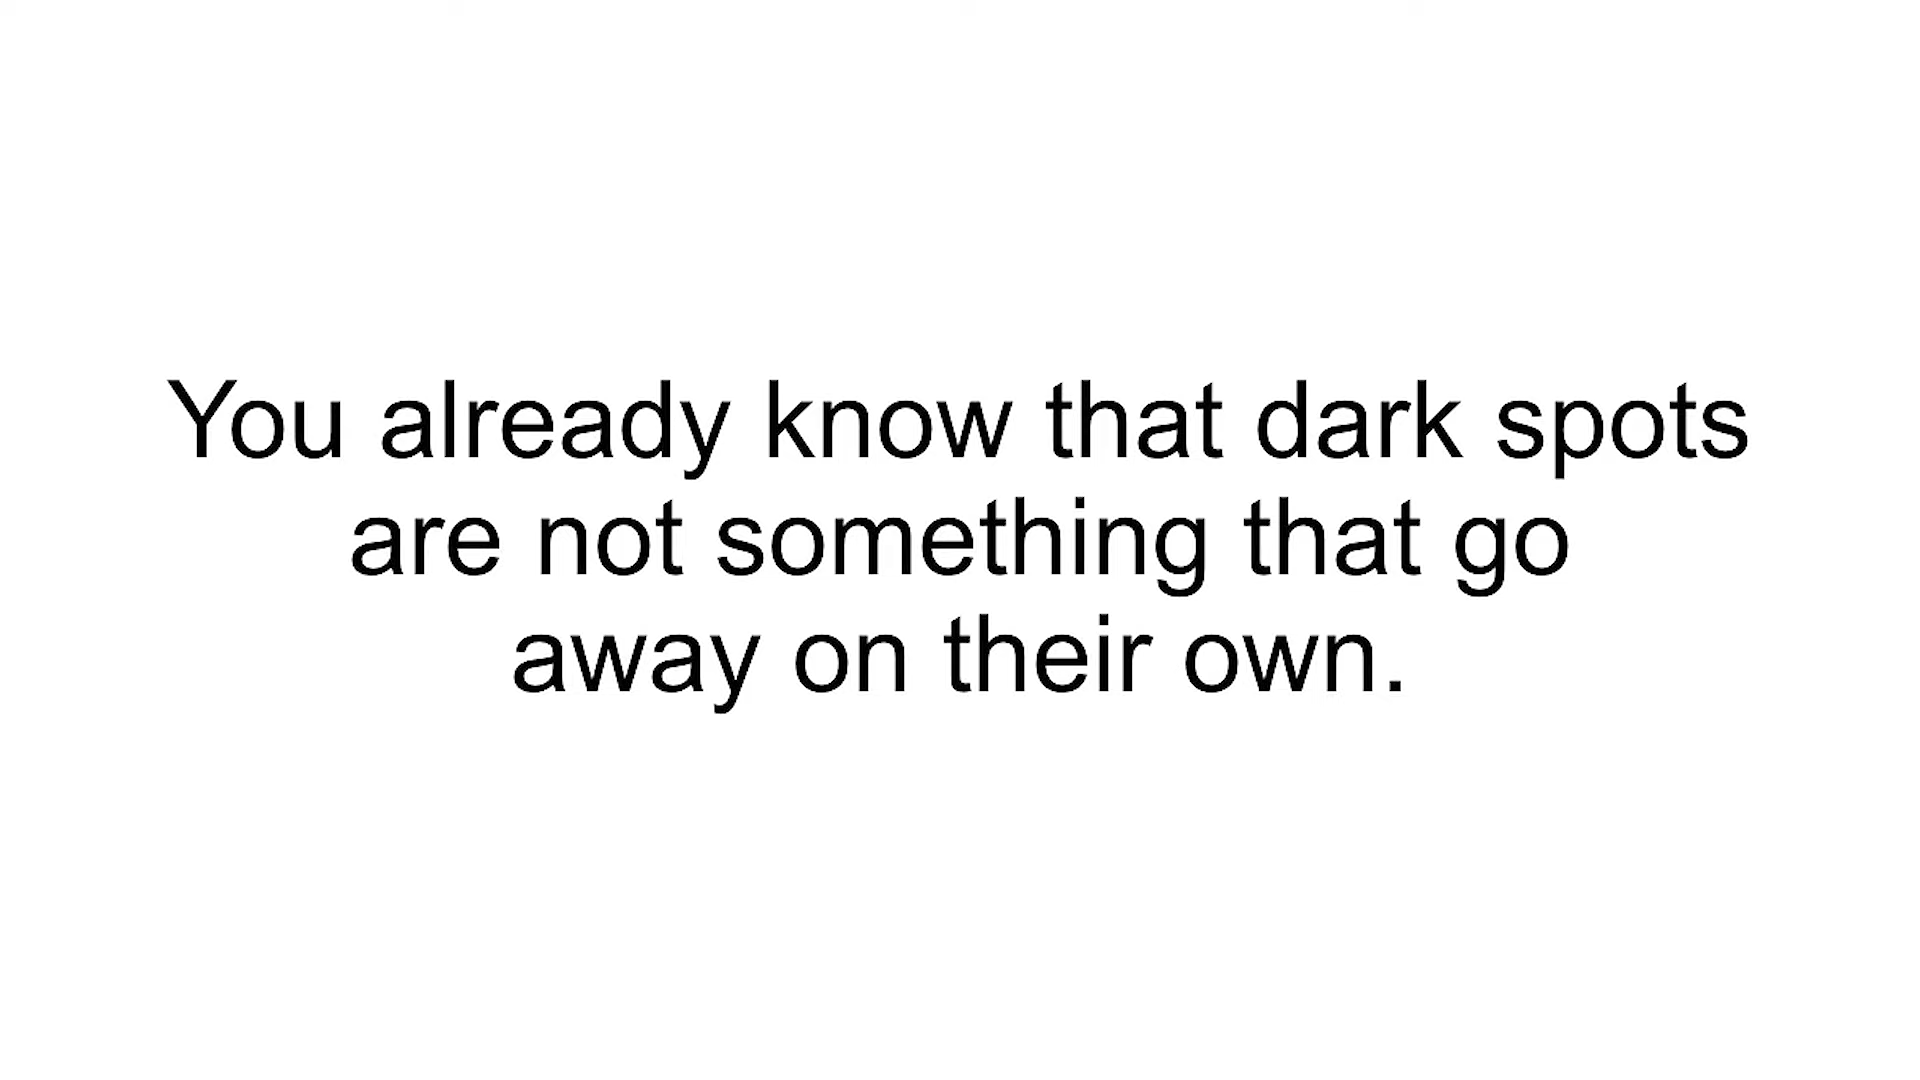 You already know that dark spots
are not something that go
away on their own.